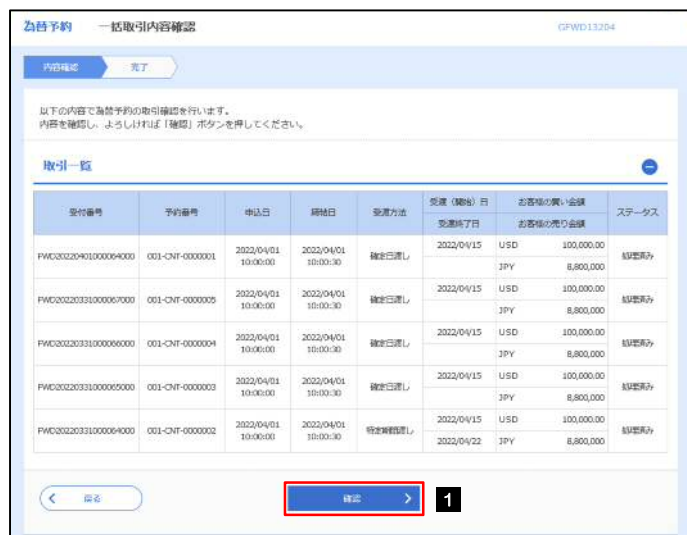 為替予約 一括取引内容確認 GFWD13204
内容確認 完了
以下の内容で為替予約の取引確認を行います。
内容を確認し、よろしければ「確認」ボタンを押してください。
取引一覧
受付番号 予約番号 申込日 締結日 受渡方法 受渡（開始）日 お客様の買い金額 ステータス
受渡終了日 お客様の売り金額
FWD20220401000064000 001-CNT-0000001 2022/04/01 10:00:00 2022/04/01 10:00:30 確定日渡し 2022/04/15 USD 100,000.00 処理済み
JPY 8,800,000
FWD20220331000067000 001-CNT-0000005 2022/04/01 10:00:00 2022/04/01 10:00:30 確定日渡し 2022/04/15 USD 100,000.00 処理済み
JPY 8,800,000
FWD20220331000066000 001-CNT-0000004 2022/04/01 10:00:00 2022/04/01 10:00:30 確定日渡し 2022/04/15 USD 100,000.00 処理済み
JPY 8,800,000
FWD20220331000065000 001-CNT-0000003 2022/04/01 10:00:00 2022/04/01 10:00:30 確定日渡し 2022/04/15 USD 100,000.00 処理済み
JPY 8,800,000
FWD20220331000064000 001-CNT-0000002 2022/04/01 10:00:00 2022/04/01 10:00:30 特定期間渡し 2022/04/15 USD 100,000.00 処理済み
2022/04/22 JPY 8,800,000
戻る 確認 1